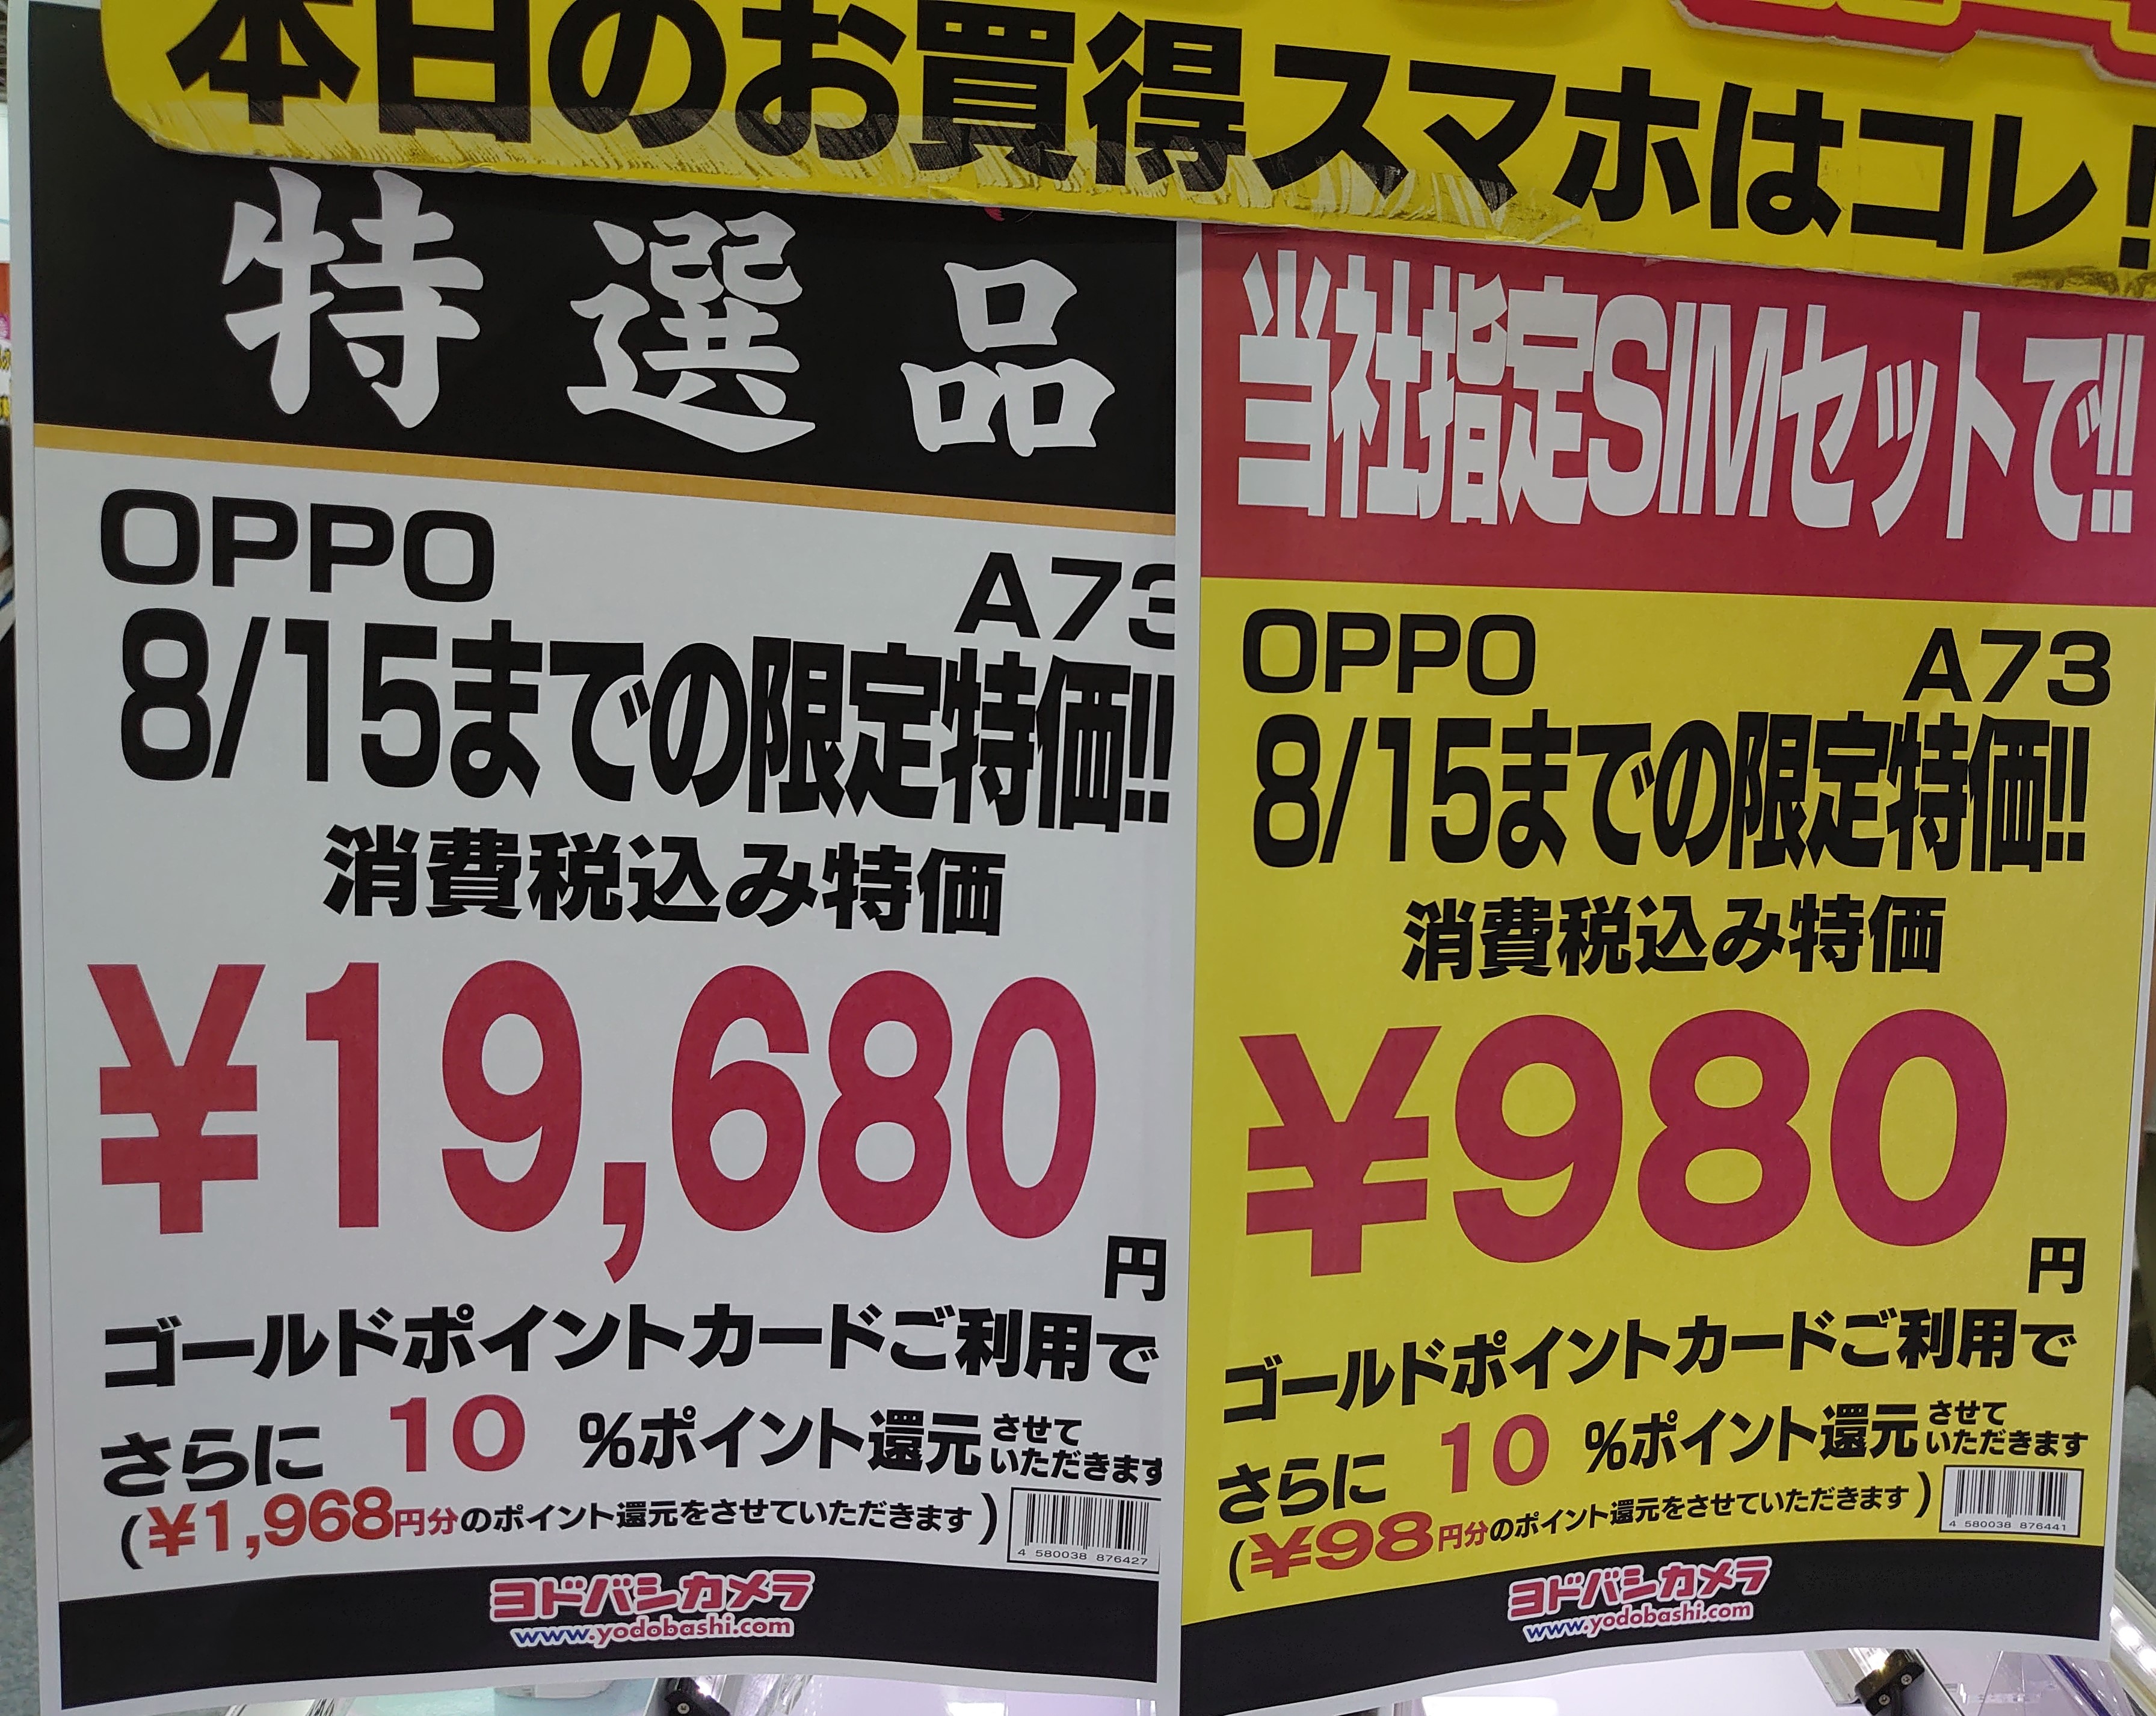 本日のお買得スマホはコレ!
特選品
OPPO
A73
8/15までの限定特価!!
消費税込み特価
¥19,680
円
ゴールドポイントカードご利用で
さらに 10 %ポイント還元 させて
いただきます
(¥1,968円分のポイント還元をさせていただきます)
4 580038 876427
ヨドバシカメラ
www.yodobashi.com
当社指定SIMセットで!!
OPPO
A73
8/15までの限定特価!!
消費税込み特価
¥980
円
ゴールドポイントカードご利用で
さらに 10 %ポイント還元 させて
いただきます
(¥98円分のポイント還元をさせていただきます)
4 580038 876441
ヨドバシカメラ
www.yodobashi.com